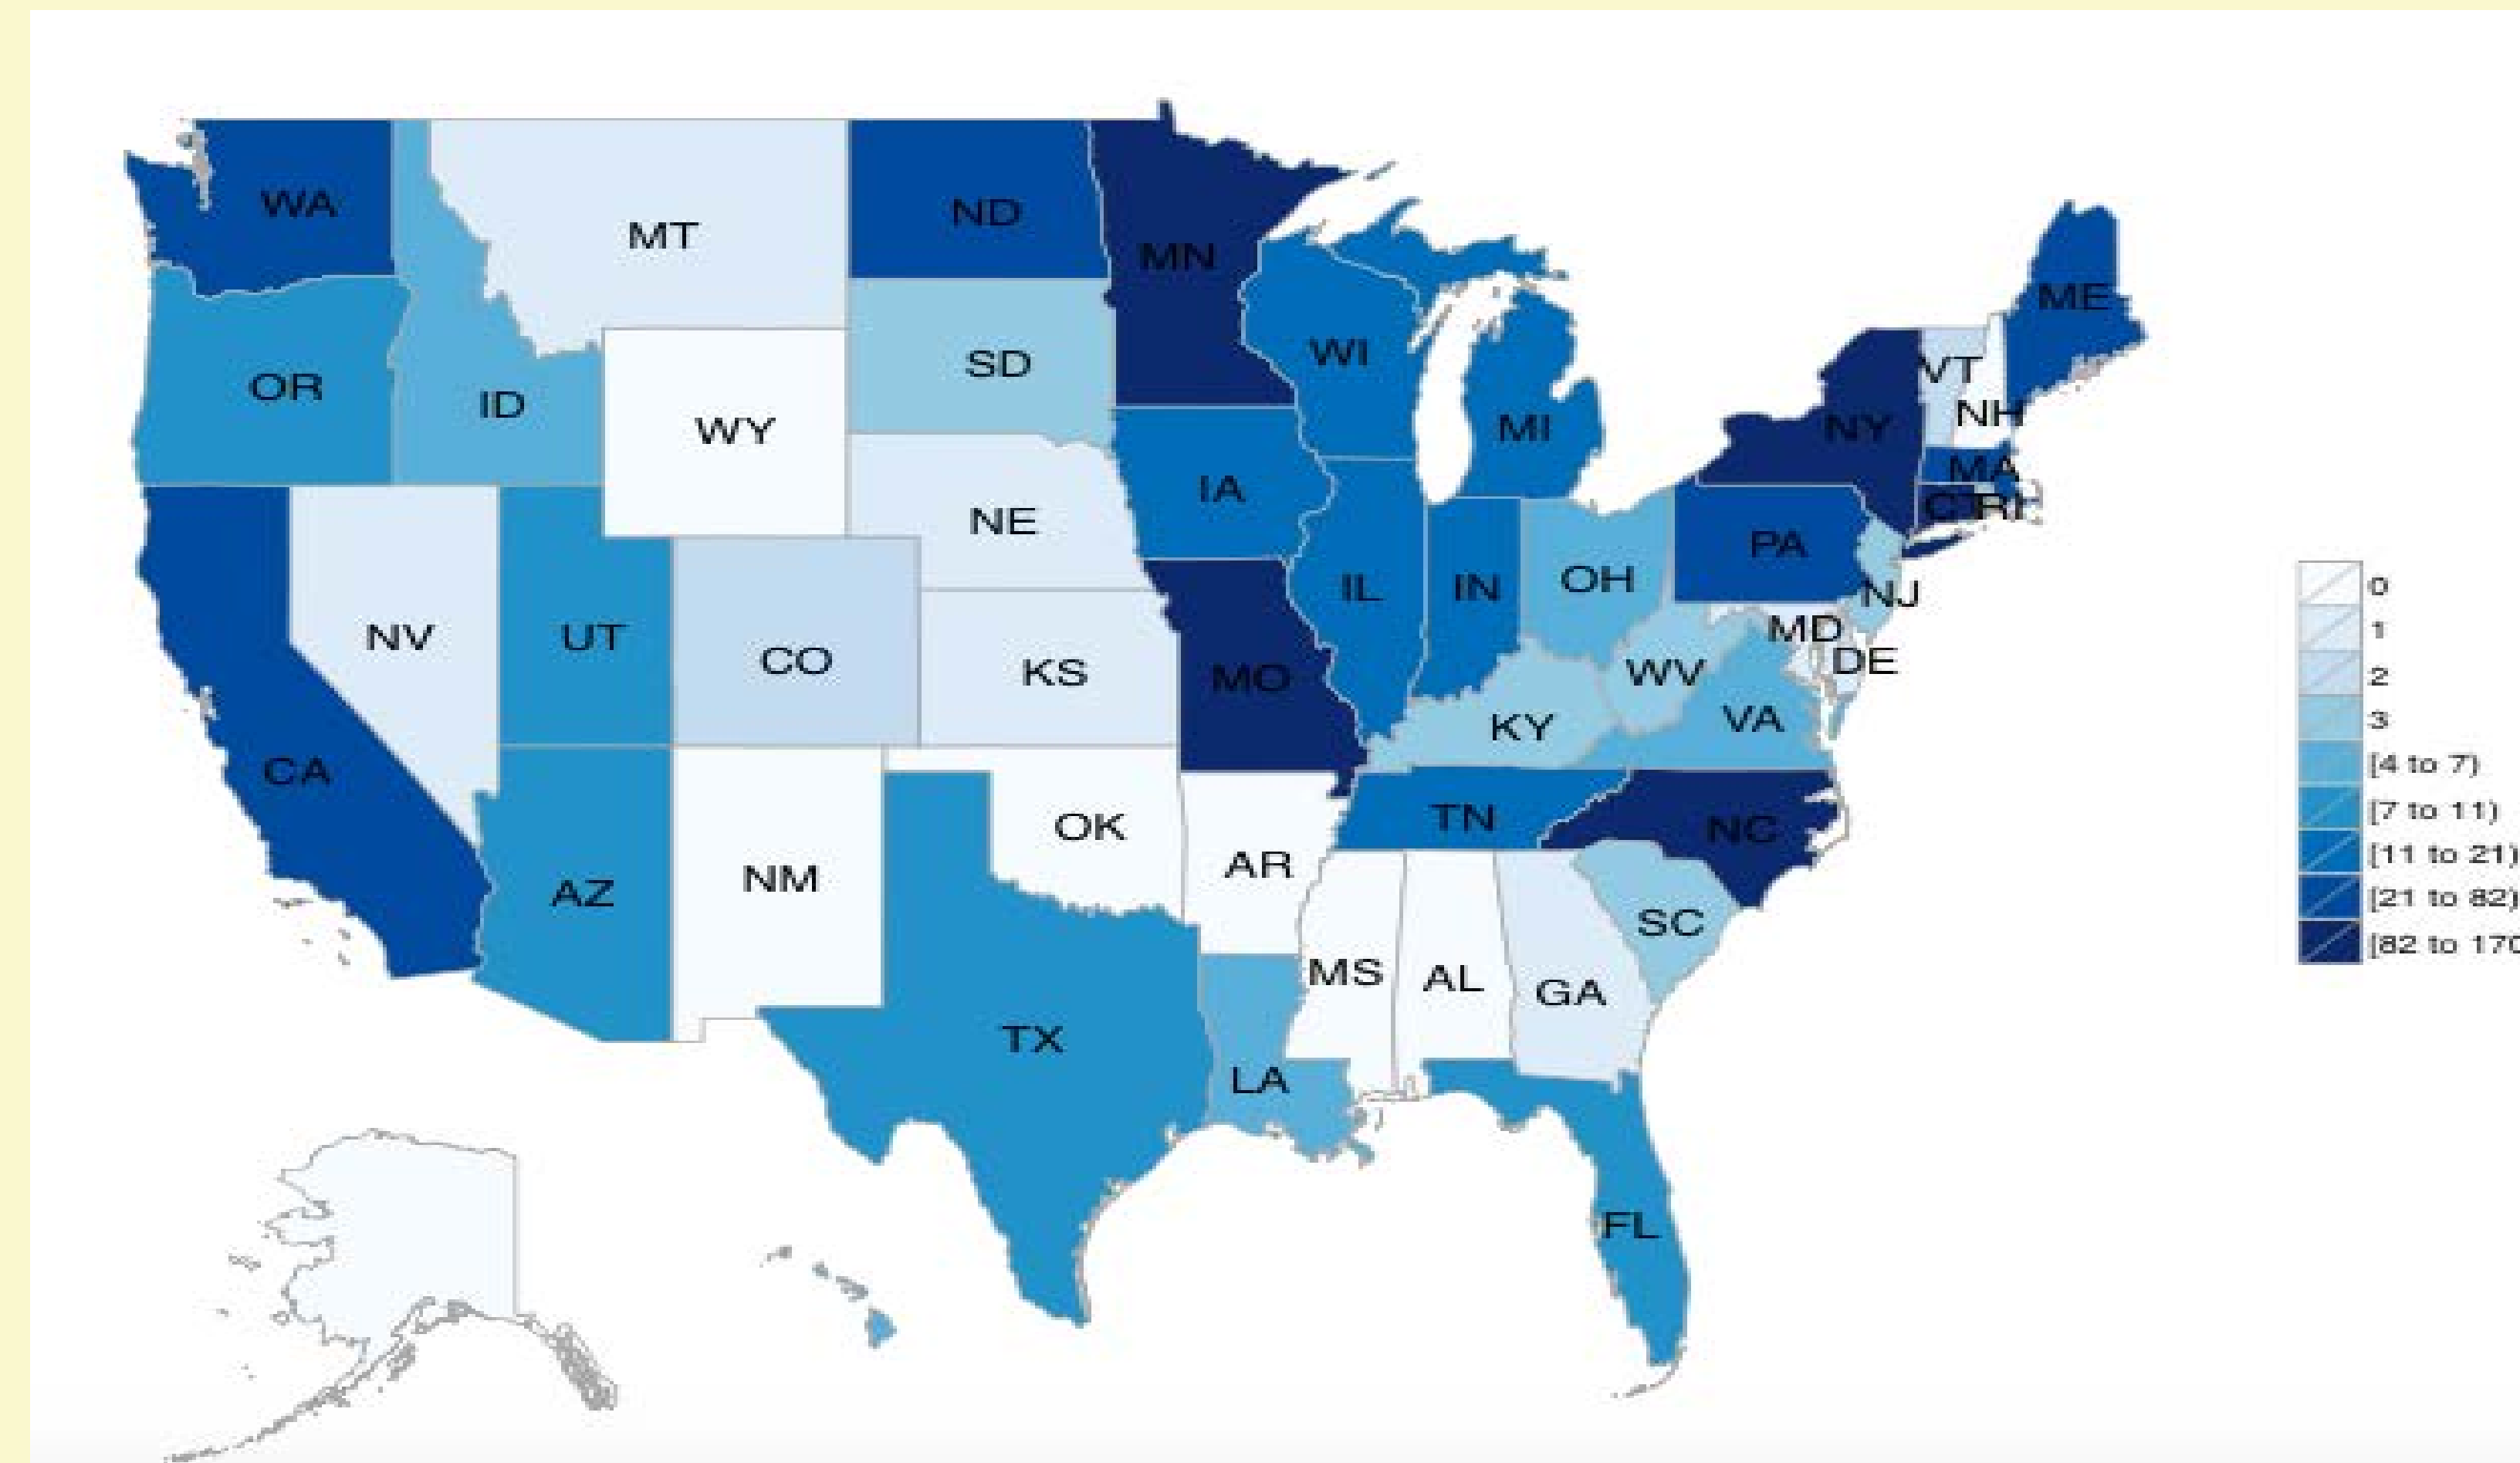 WA
MT
ND
MN
ME
OR
ID
WY
SD
WI
MI
NY
VT
NH
MA
CT
RI
NV
UT
CO
NE
KS
IA
IL
IN
OH
PA
NJ
MD
DE
WV
VA
KY
MO
CA
AZ
NM
OK
AR
TN
NC
SC
MS
AL
GA
TX
LA
FL
0
1
2
3
[4 to 7)
[7 to 11)
[11 to 21)
[21 to 82)
[82 to 170